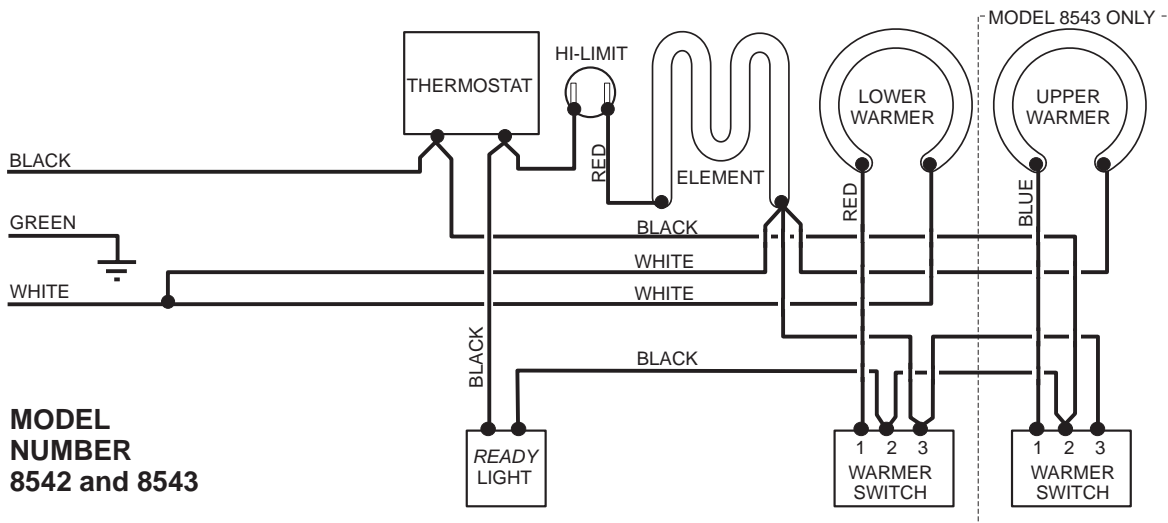 MODEL 8543 ONLY
HI-LIMIT
THERMOSTAT
LOWER
WARMER
UPPER
WARMER
BLACK
RED
ELEMENT
RED
BLUE
GREEN
BLACK
WHITE
WHITE
WHITE
BLACK
BLACK
MODEL
NUMBER
8542 and 8543
READY
LIGHT
1 2 3
WARMER
SWITCH
1 2 3
WARMER
SWITCH